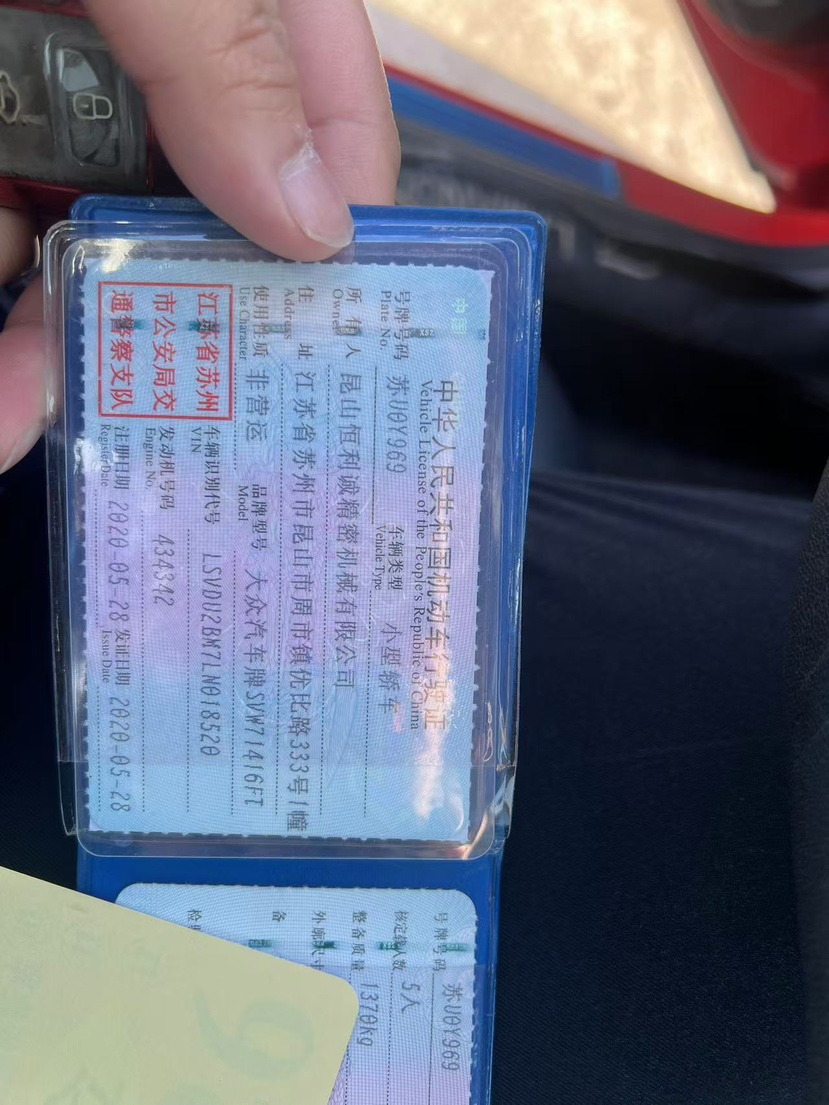 中华人民共和国机动车行驶证
Vehicle License of the People's Republic of China
号牌号码 苏U0Y969 车辆类型 小型轿车
Plate No. Vehicle Type
所有人 昆山恒利诚精密机械有限公司
Owner
住址 江苏省苏州市昆山市周市镇优比路333号1幢
Address
使用性质 非营运 品牌型号 大众汽车牌SVW71416FT
Use Character Model
江苏省苏州
市公安局交
通警察支队
车辆识别代号 LSVDU2BM7LN018520
VIN
发动机号码 434342
Engine No.
注册日期 2020-05-28 发证日期 2020-05-28
Register Date Issue Date
号牌号码 苏U0Y969
核定载人数 5人
整备质量 1370kg
外廓尺寸
备
检